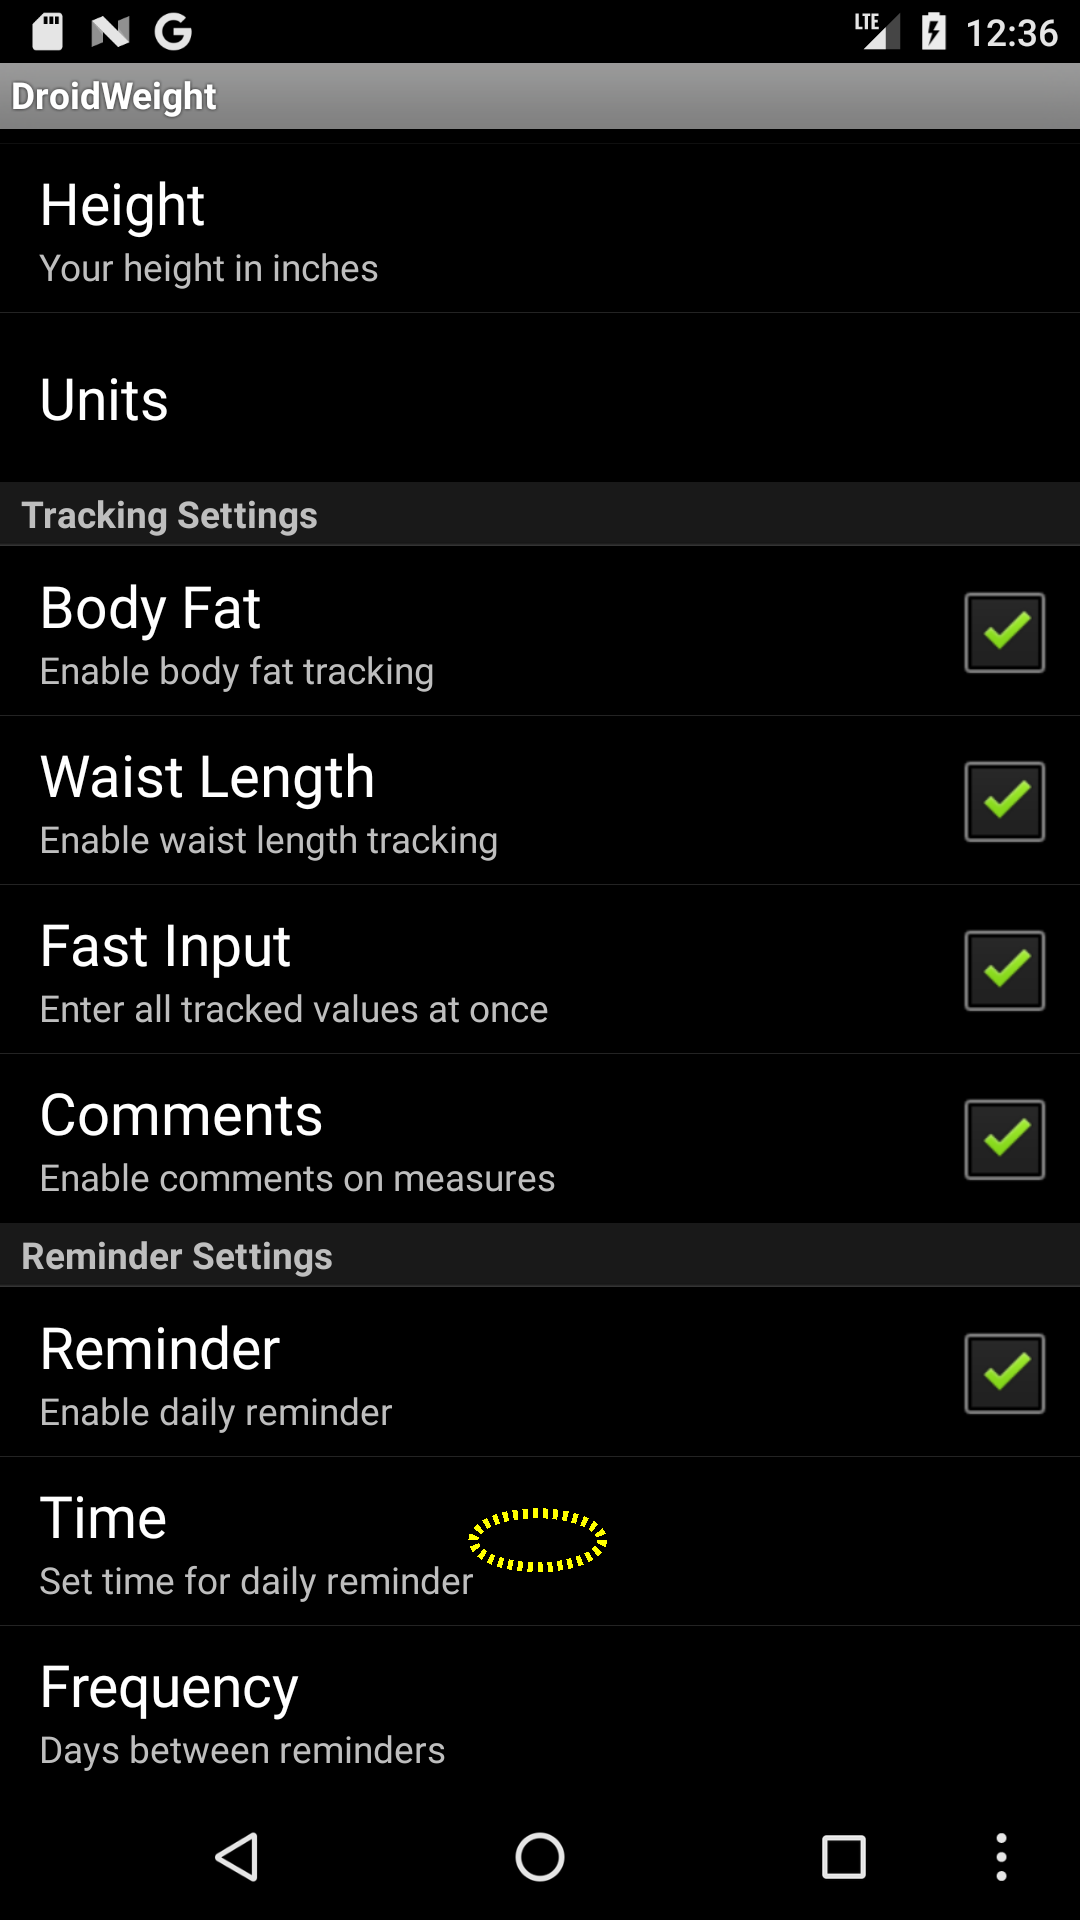 LTE 12:36
DroidWeight
Height
Your height in inches
Units
Tracking Settings
Body Fat
Enable body fat tracking
Waist Length
Enable waist length tracking
Fast Input
Enter all tracked values at once
Comments
Enable comments on measures
Reminder Settings
Reminder
Enable daily reminder
Time
Set time for daily reminder
Frequency
Days between reminders